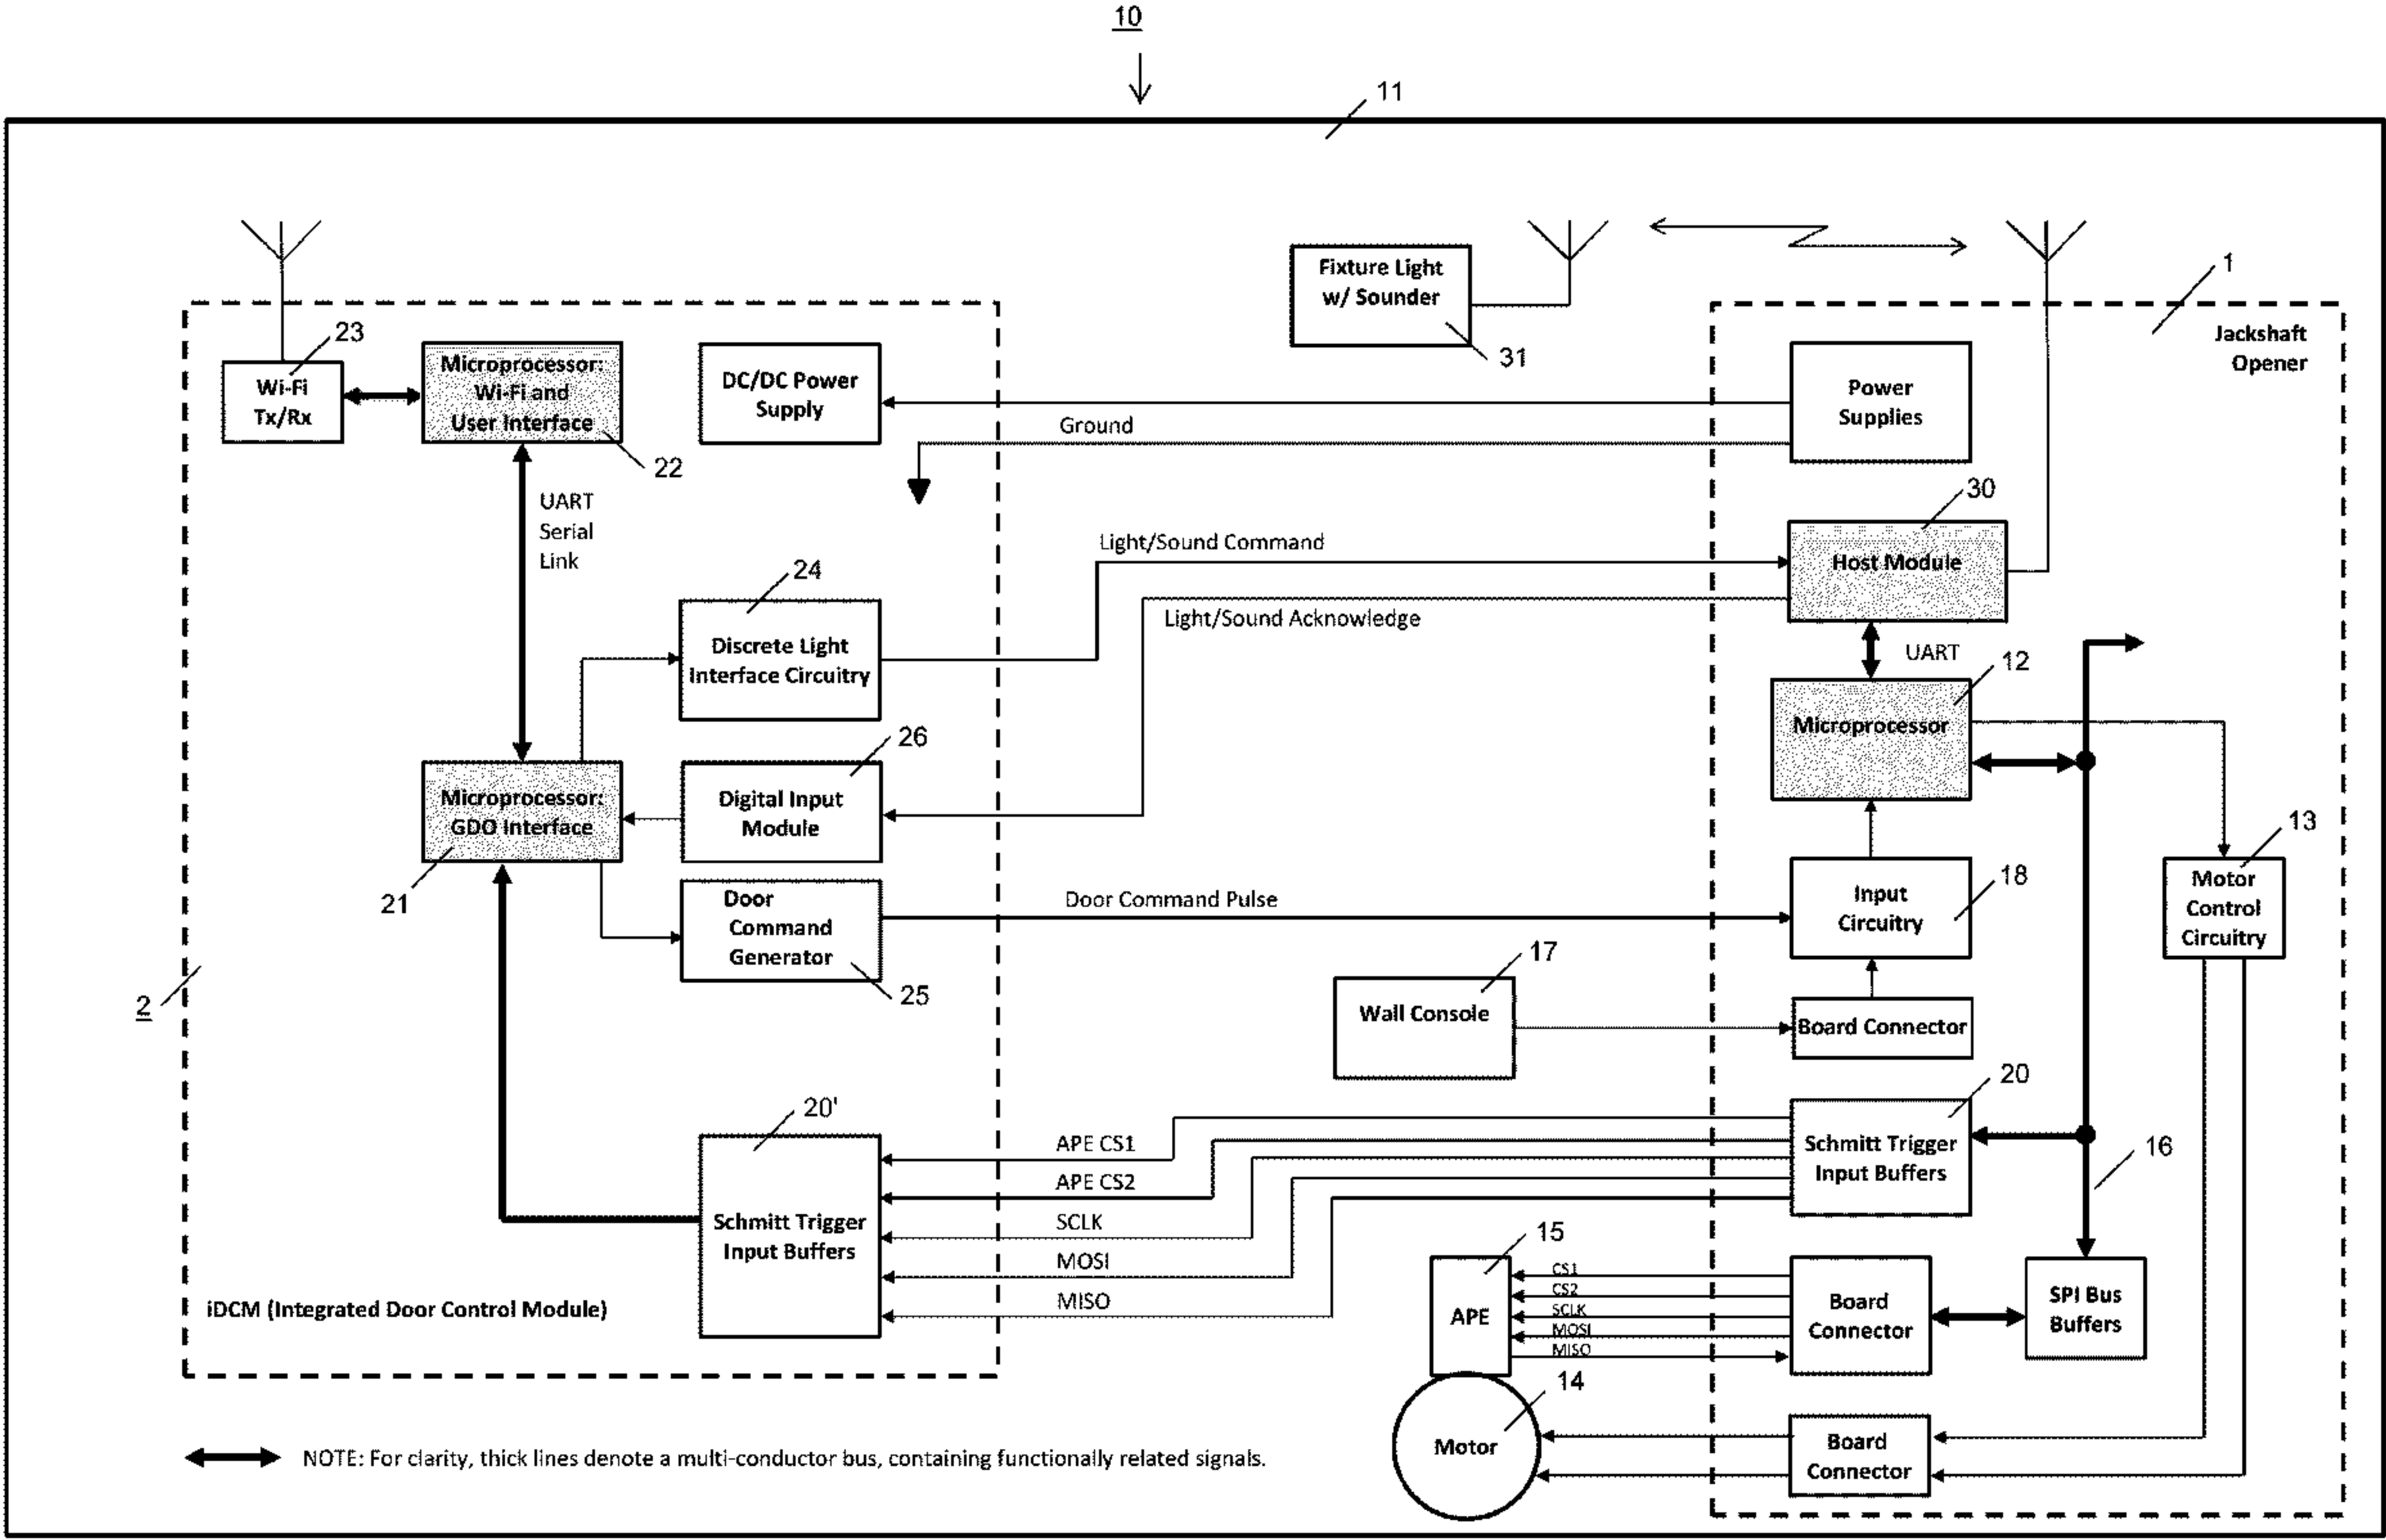 10
11
1
Jackshaft
Opener
Fixture Light
w/ Sounder
31
23
Wi-Fi
Tx/Rx
Microprocessor:
Wi-Fi and
User Interface
22
DC/DC Power
Supply
Power
Supplies
Ground
UART
Serial
Link
30
Host Module
Light/Sound Command
Light/Sound Acknowledge
24
Discrete Light
Interface Circuitry
UART
12
Microprocessor
26
Digital Input
Module
Microprocessor:
GDO Interface
21
13
Motor
Control
Circuitry
18
Input
Circuitry
Door Command Pulse
Door
Command
Generator
25
2
17
Wall Console
Board Connector
20
Schmitt Trigger
Input Buffers
16
20'
Schmitt Trigger
Input Buffers
APE CS1
APE CS2
SCLK
MOSI
MISO
15
APE
CS1
CS2
SCLK
MOSI
MISO
Board
Connector
SPI Bus
Buffers
iDCM (Integrated Door Control Module)
14
Motor
Board
Connector
NOTE: For clarity, thick lines denote a multi-conductor bus, containing functionally related signals.